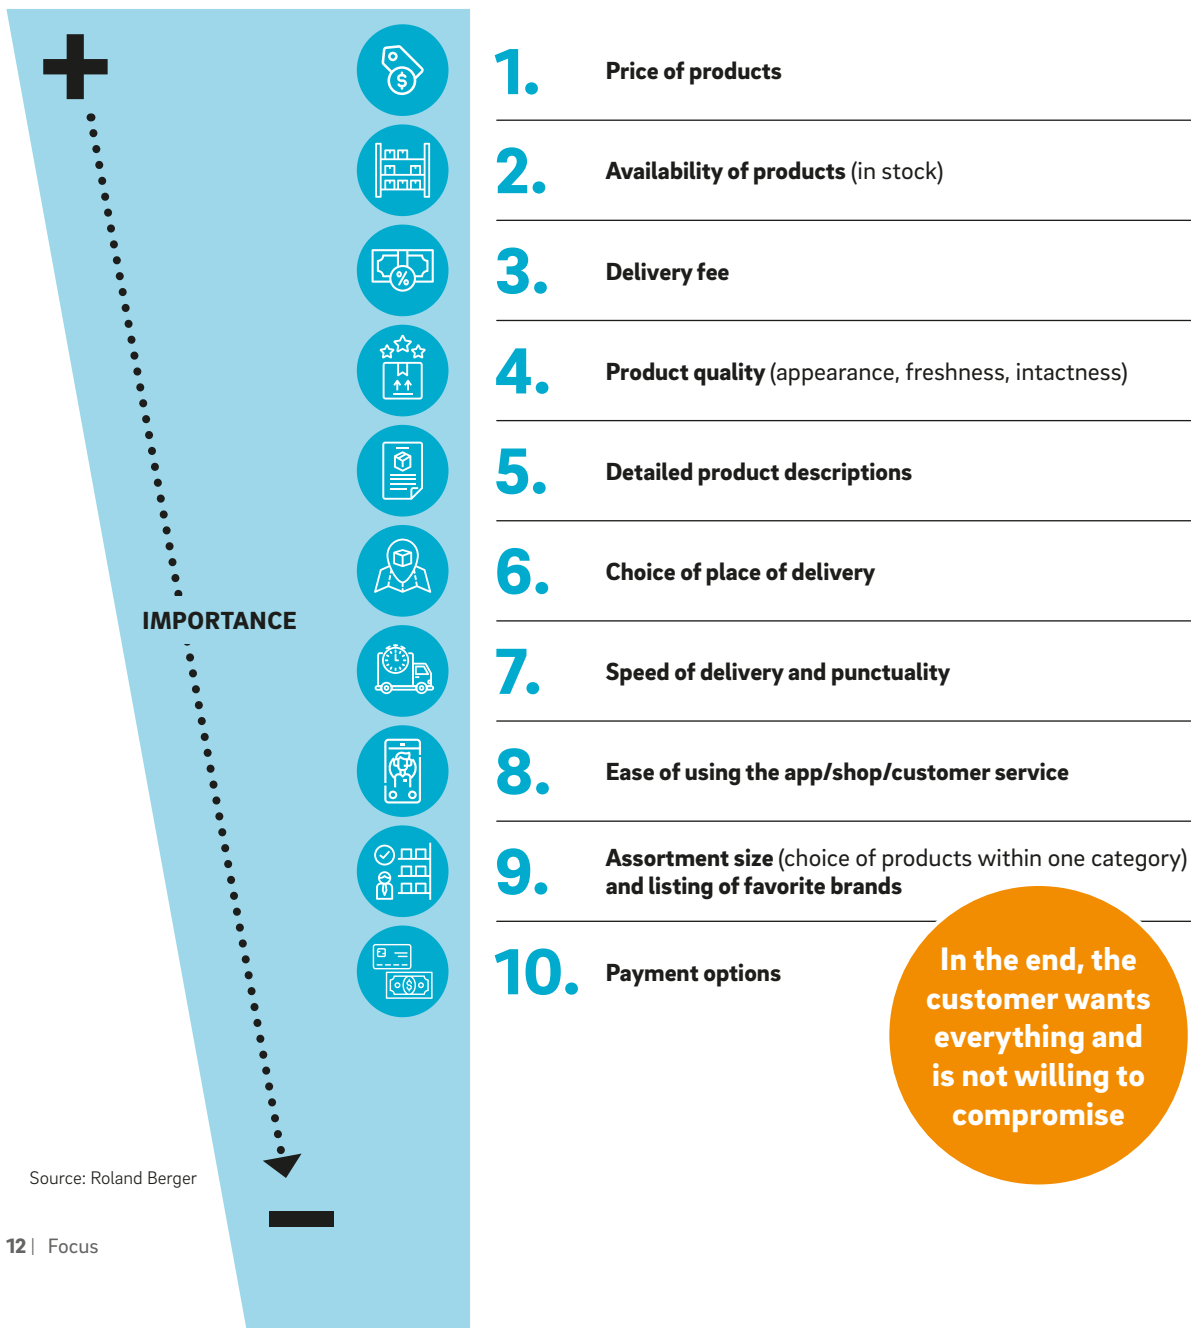 1. Price of products
2. Availability of products (in stock)
3. Delivery fee
4. Product quality (appearance, freshness, intactness)
5. Detailed product descriptions
6. Choice of place of delivery
IMPORTANCE
7. Speed of delivery and punctuality
8. Ease of using the app/shop/customer service
9. Assortment size (choice of products within one category)
and listing of favorite brands
10. Payment options
In the end, the
customer wants
everything and
is not willing to
compromise
Source: Roland Berger
12 | Focus